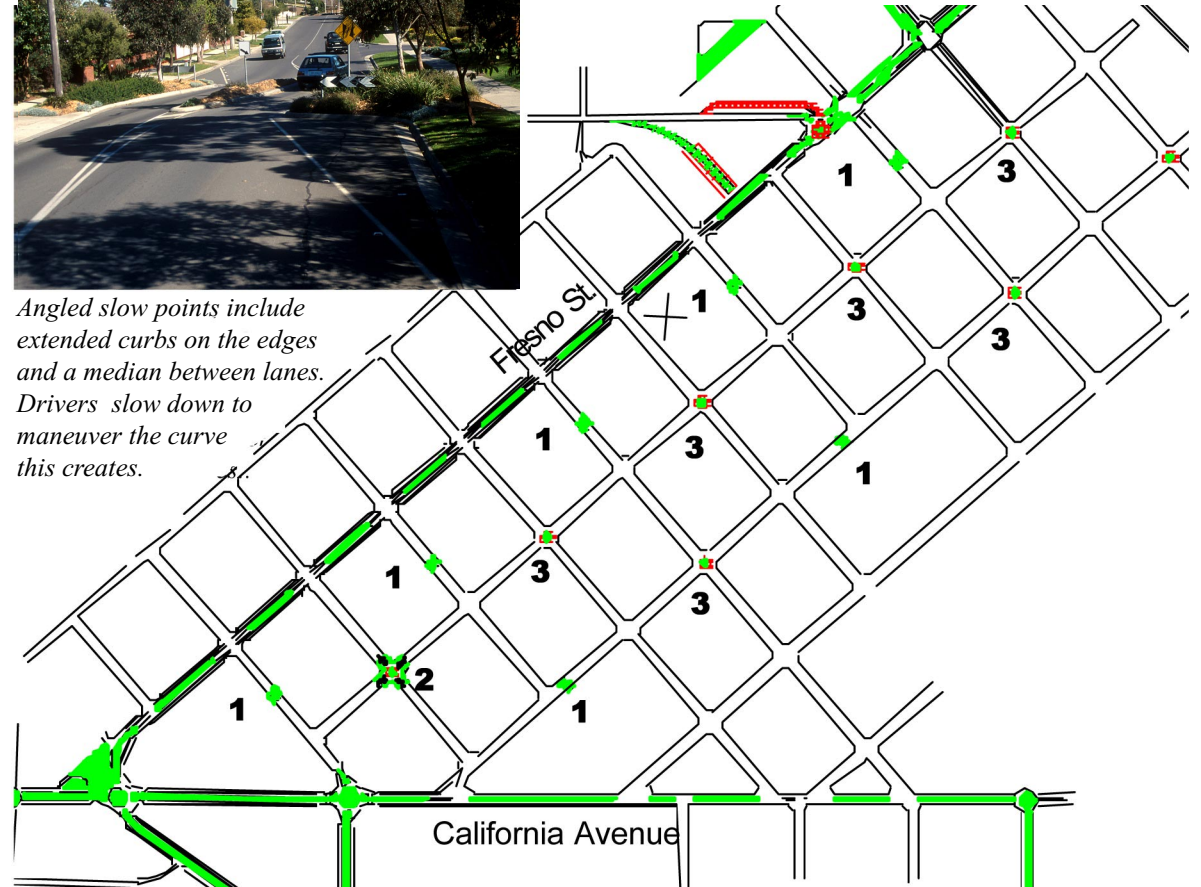 Angled slow points include
extended curbs on the edges
and a median between lanes.
Drivers slow down to
maneuver the curve
this creates.
s..
Fresno St.
1
3
1
3
3
1
3
1
1
3
3
2
1
1
California Avenue